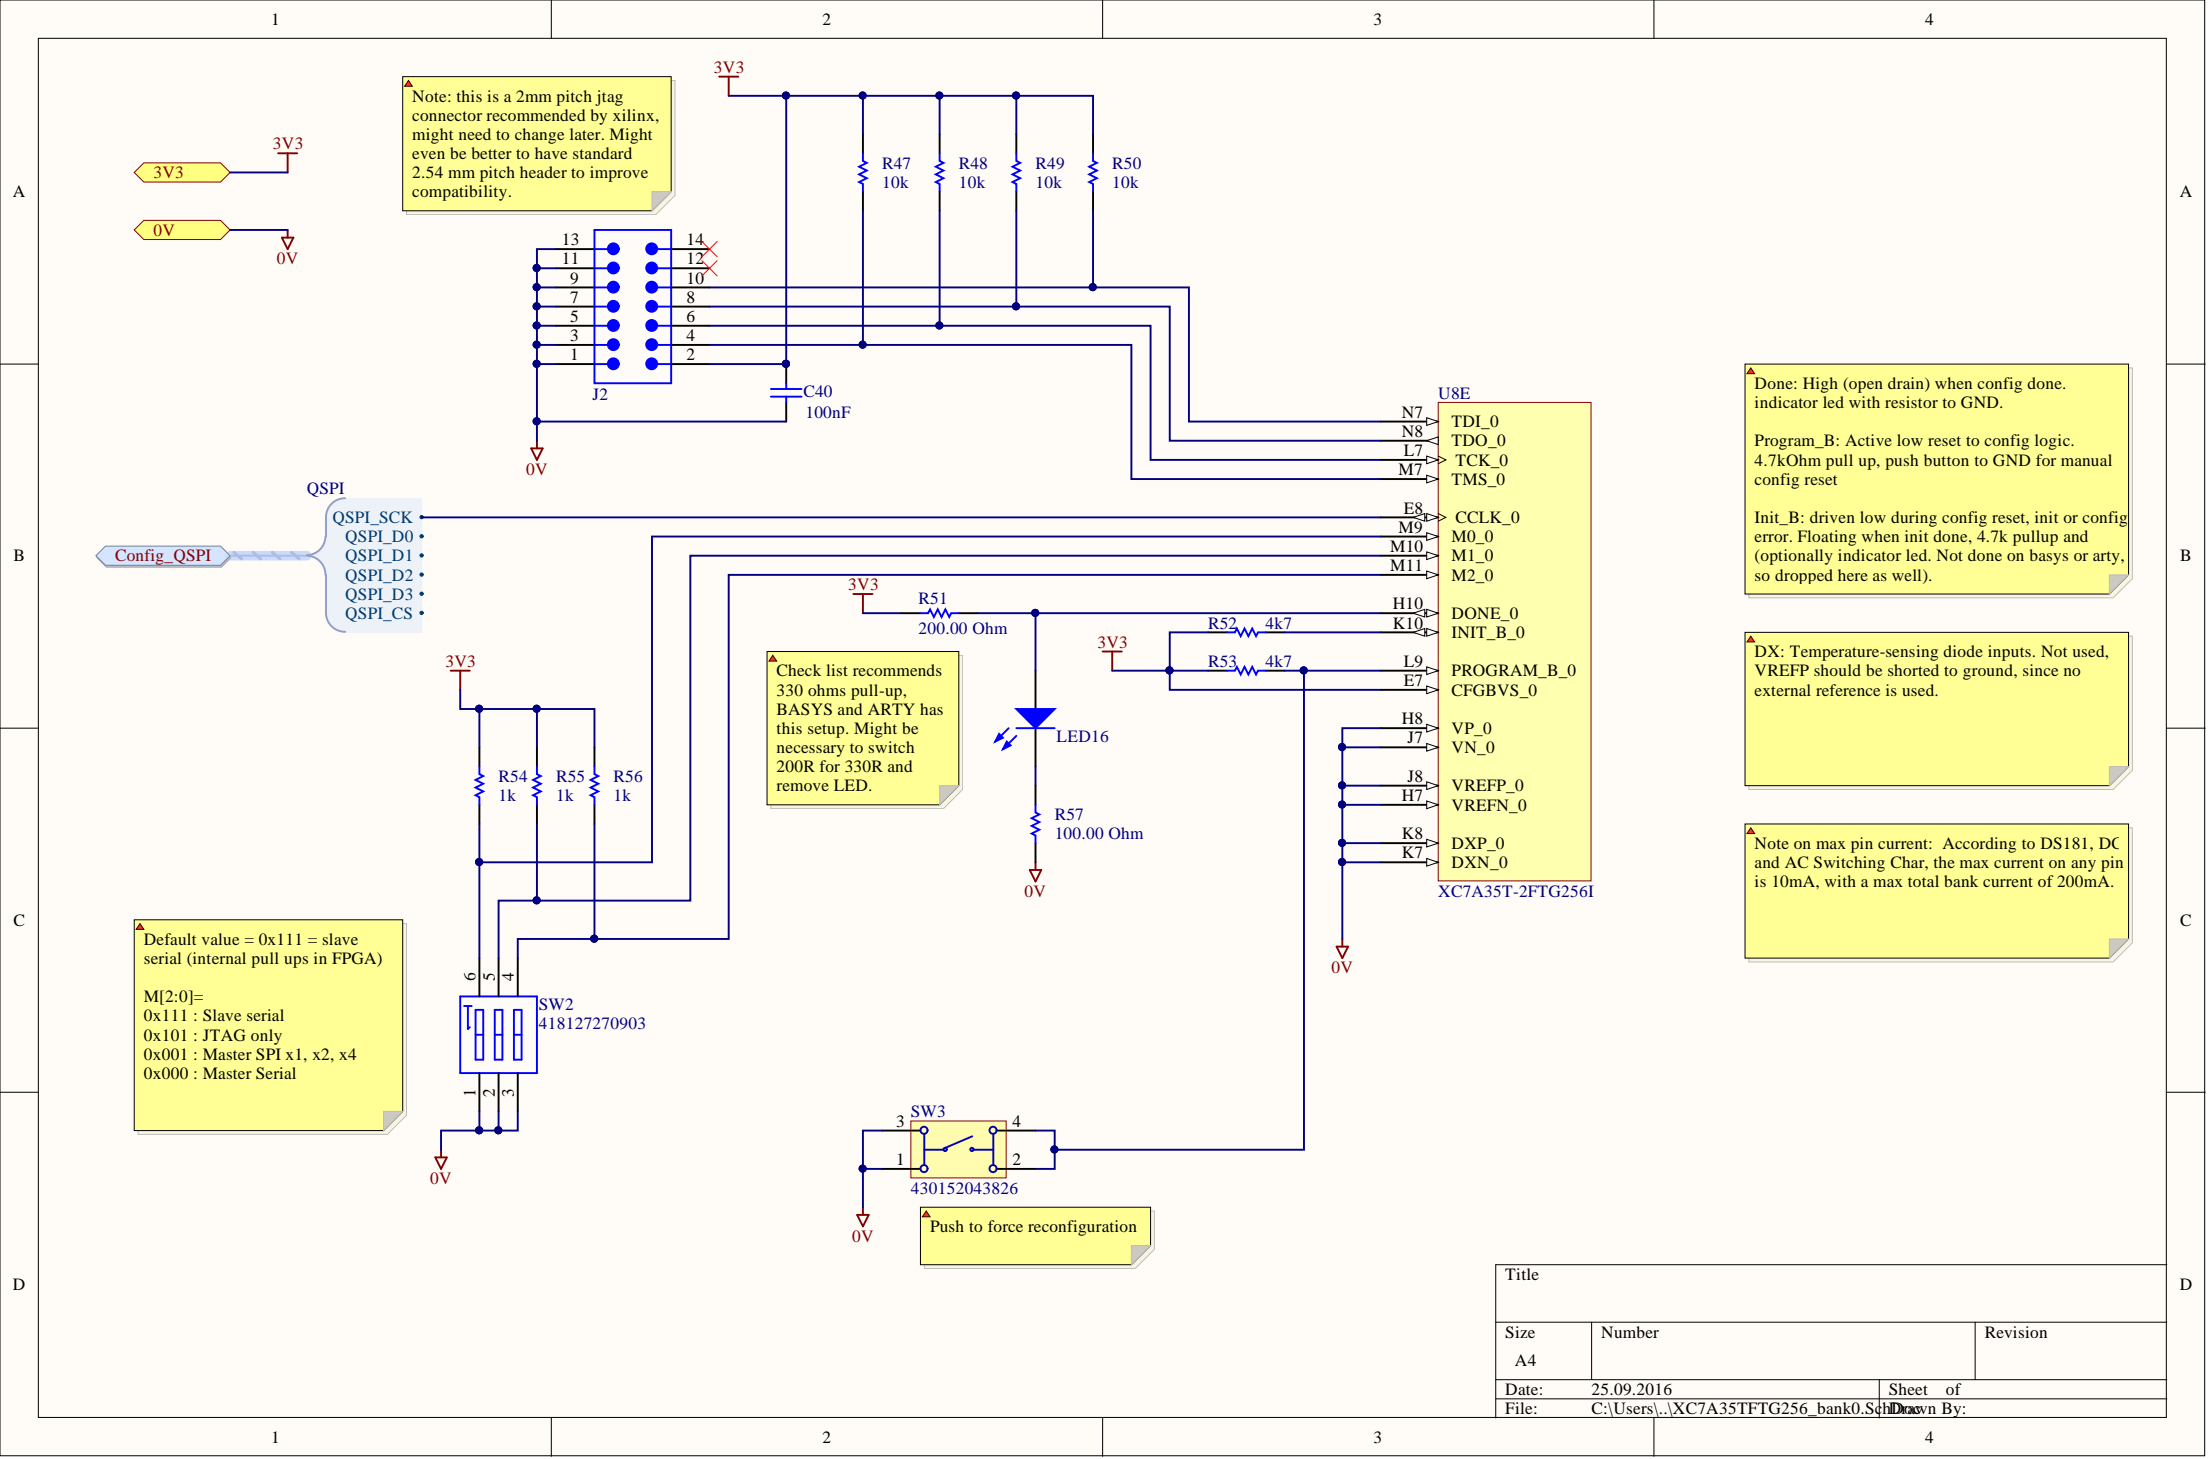 1
2
3
4
A
A
B
B
C
C
D
D
3V3
3V3
0V
0V
Note: this is a 2mm pitch jtag
connector recommended by xilinx,
might need to change later. Might
even be better to have standard
2.54 mm pitch header to improve
compatibility.
3V3
R47
10k
R48
10k
R49
10k
R50
10k
13
14
11
12
9
10
7
8
5
6
3
4
1
2
J2
C40
100nF
0V
QSPI
QSPI_SCK
QSPI_D0
QSPI_D1
QSPI_D2
QSPI_D3
QSPI_CS
Config_QSPI
U8E
N7 TDI_0
N8 TDO_0
L7 TCK_0
M7 TMS_0
E8 CCLK_0
M9 M0_0
M10 M1_0
M11 M2_0
H10 DONE_0
K10 INIT_B_0
L9 PROGRAM_B_0
E7 CFGBVS_0
H8 VP_0
J7 VN_0
J8 VREFP_0
H7 VREFN_0
K8 DXP_0
K7 DXN_0
XC7A35T-2FTG256I
0V
3V3
R51
200.00 Ohm
3V3
R52 4k7
R53 4k7
LED16
R57
100.00 Ohm
0V
Check list recommends
330 ohms pull-up,
BASYS and ARTY has
this setup. Might be
necessary to switch
200R for 330R and
remove LED.
3V3
R54
1k
R55
1k
R56
1k
6
5
4
SW2
418127270903
1
2
3
0V
Default value = 0x111 = slave
serial (internal pull ups in FPGA)
M[2:0]=
0x111 : Slave serial
0x101 : JTAG only
0x001 : Master SPI x1, x2, x4
0x000 : Master Serial
SW3
3
4
1
2
430152043826
0V
Push to force reconfiguration
Done: High (open drain) when config done.
indicator led with resistor to GND.
Program_B: Active low reset to config logic.
4.7kOhm pull up, push button to GND for manual
config reset
Init_B: driven low during config reset, init or config
error. Floating when init done, 4.7k pullup and
(optionally indicator led. Not done on basys or arty,
so dropped here as well).
DX: Temperature-sensing diode inputs. Not used,
VREFP should be shorted to ground, since no
external reference is used.
Note on max pin current: According to DS181, DC
and AC Switching Char, the max current on any pin
is 10mA, with a max total bank current of 200mA.
Title
Size
A4
Number
Revision
Date: 25.09.2016
Sheet of
File: C:\Users\..\XC7A35TFTG256_bank0.SchDoc
Drawn By:
1
2
3
4